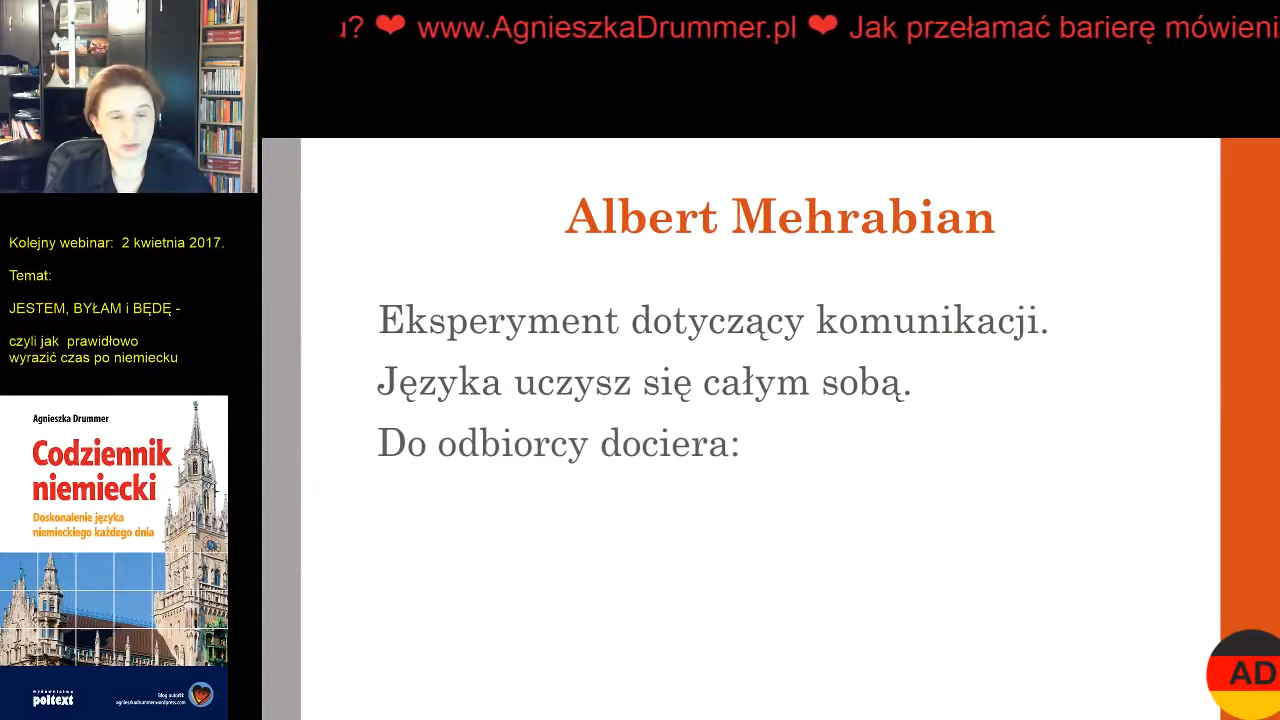 u? ❤ www.AgnieszkaDrummer.pl ❤ Jak przełamać barierę mówieni
Albert Mehrabian
Eksperyment dotyczący komunikacji.
Języka uczysz się całym sobą.
Do odbiorcy dociera:
Kolejny webinar: 2 kwietnia 2017.
Temat:
JESTEM, BYŁAM i BĘDĘ -
czyli jak prawidłowo
wyrazić czas po niemiecku
Agnieszka Drummer
Codziennik
niemiecki
Doskonalenie języka
niemieckiego każdego dnia
wydawnictwo
poltext
Blog autorki:
agnieszkadrummer.wordpress.com
AD